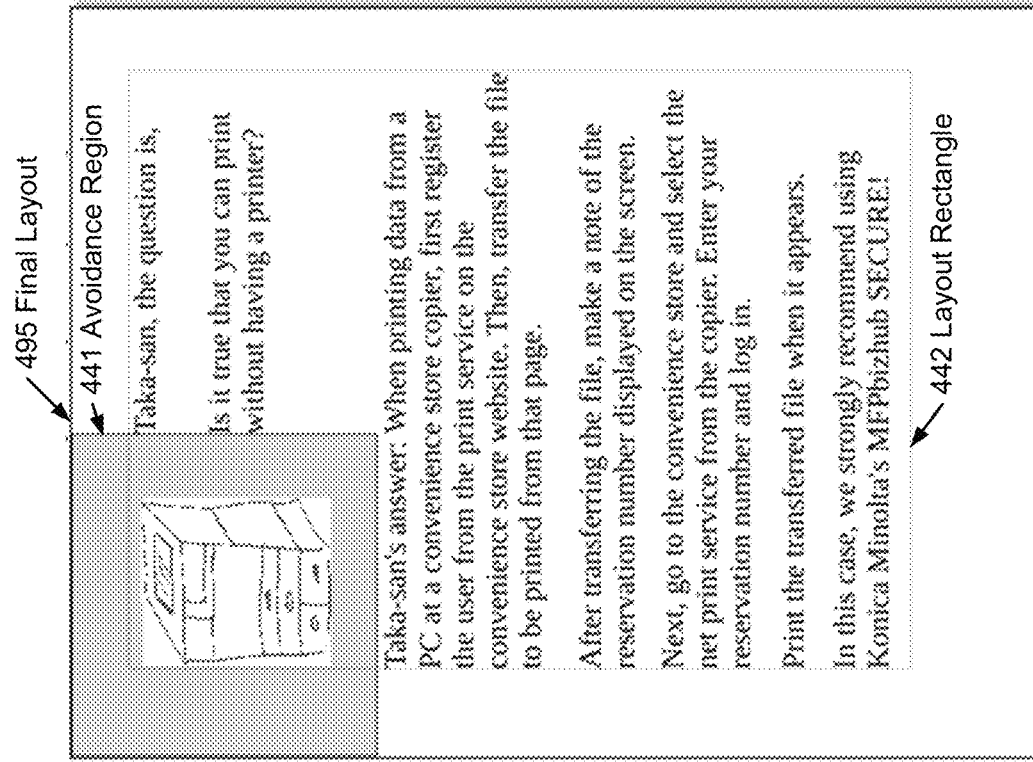 495 Final Layout
441 Avoidance Region
Taka-san, the question is,
Is it true that you can print
without having a printer?
Taka-san's answer: When printing data from a
PC at a convenience store copier, first register
the user from the print service on the
convenience store website. Then, transfer the file
to be printed from that page.
After transferring the file, make a note of the
reservation number displayed on the screen.
Next, go to the convenience store and select the
net print service from the copier. Enter your
reservation number and log in.
Print the transferred file when it appears.
In this case, we strongly recommend using
Konica Minolta's MFPbizhub SECURE!
442 Layout Rectangle